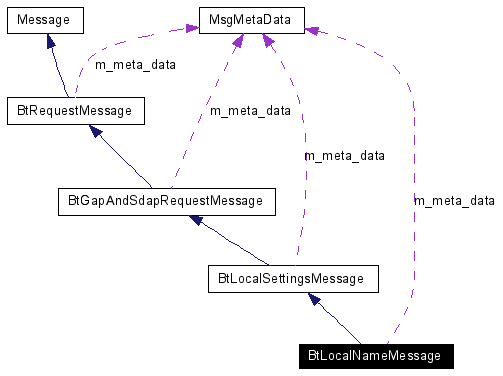 Message
MsgMetaData
m_meta_data
BtRequestMessage
m_meta_data
m_meta_data
BtGapAndSdapRequestMessage
m_meta_data
BtLocalSettingsMessage
BtLocalNameMessage